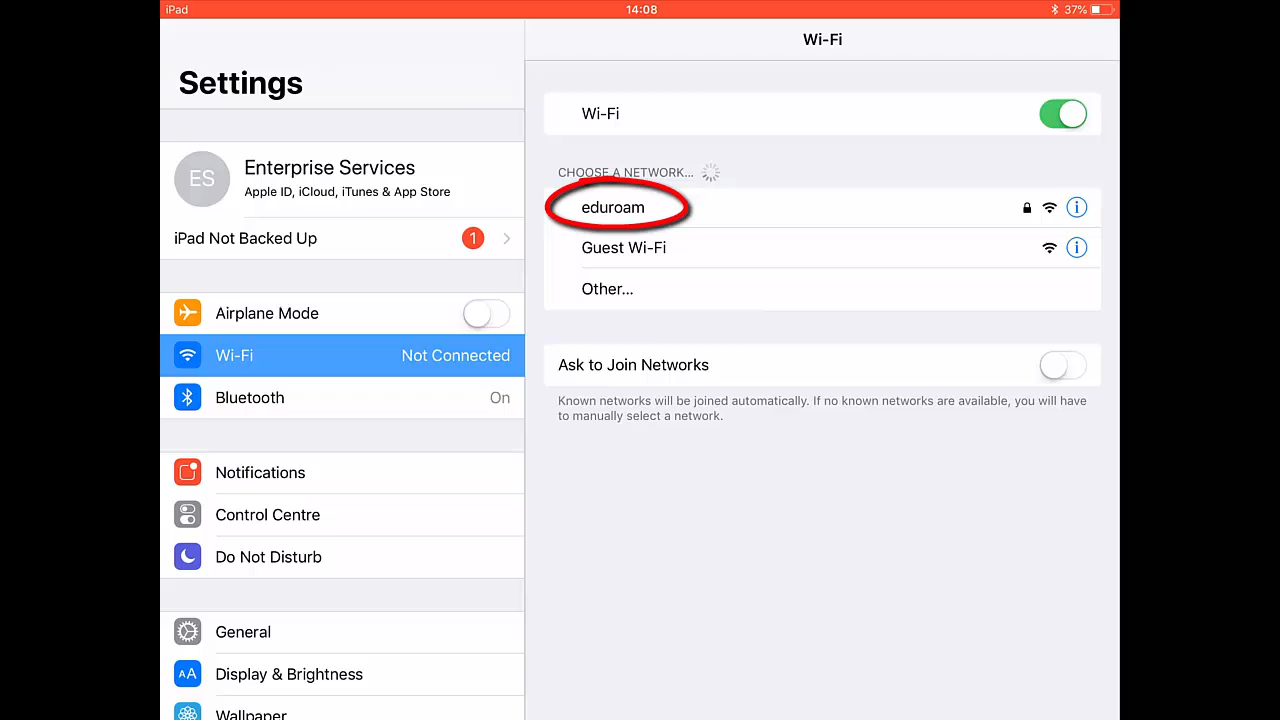 iPad
14:08
37%
Settings
ES
Enterprise Services
Apple ID, iCloud, iTunes & App Store
iPad Not Backed Up
1
Airplane Mode
Wi-Fi
Not Connected
Bluetooth
On
Notifications
Control Centre
Do Not Disturb
General
AA
Display & Brightness
Wallpaper
Wi-Fi
Wi-Fi
CHOOSE A NETWORK...
eduroam
Guest Wi-Fi
Other...
Ask to Join Networks
Known networks will be joined automatically. If no known networks are available, you will have
to manually select a network.